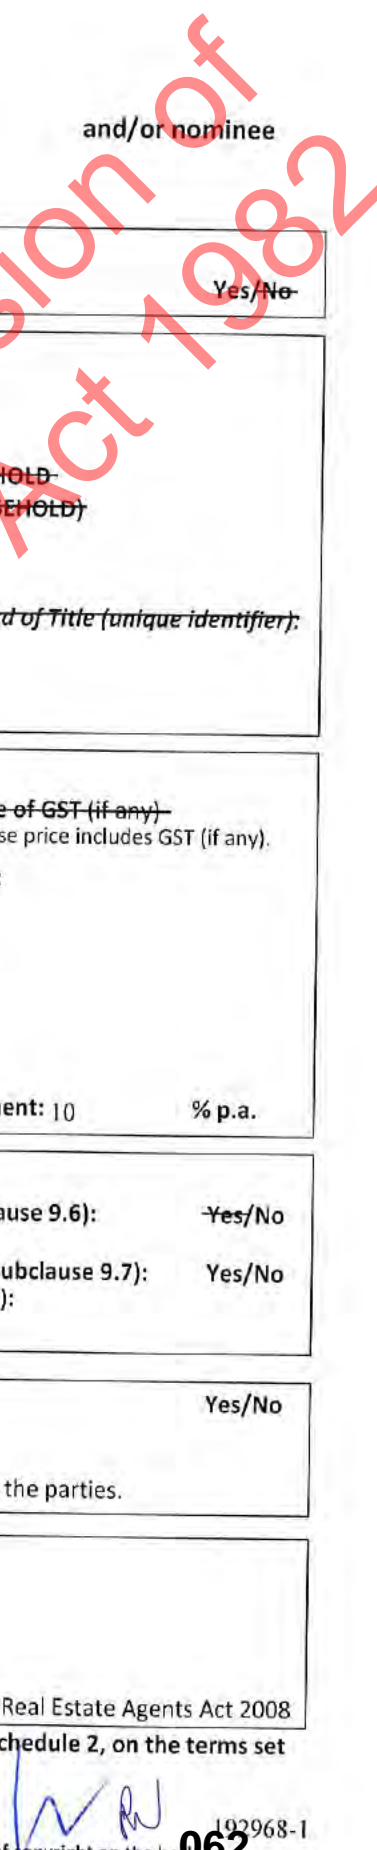 and/or nominee
sion of
Act 1982
Yes/No
HOLD
EHOLD)
d of Title (unique identifier):
e of GST (if any)
se price includes GST (if any).
:
ent: 10 % p.a.
ause 9.6): Yes/No
ubclause 9.7): Yes/No
):
Yes/No
the parties.
Real Estate Agents Act 2008
chedule 2, on the terms set
RW
192968-1
062